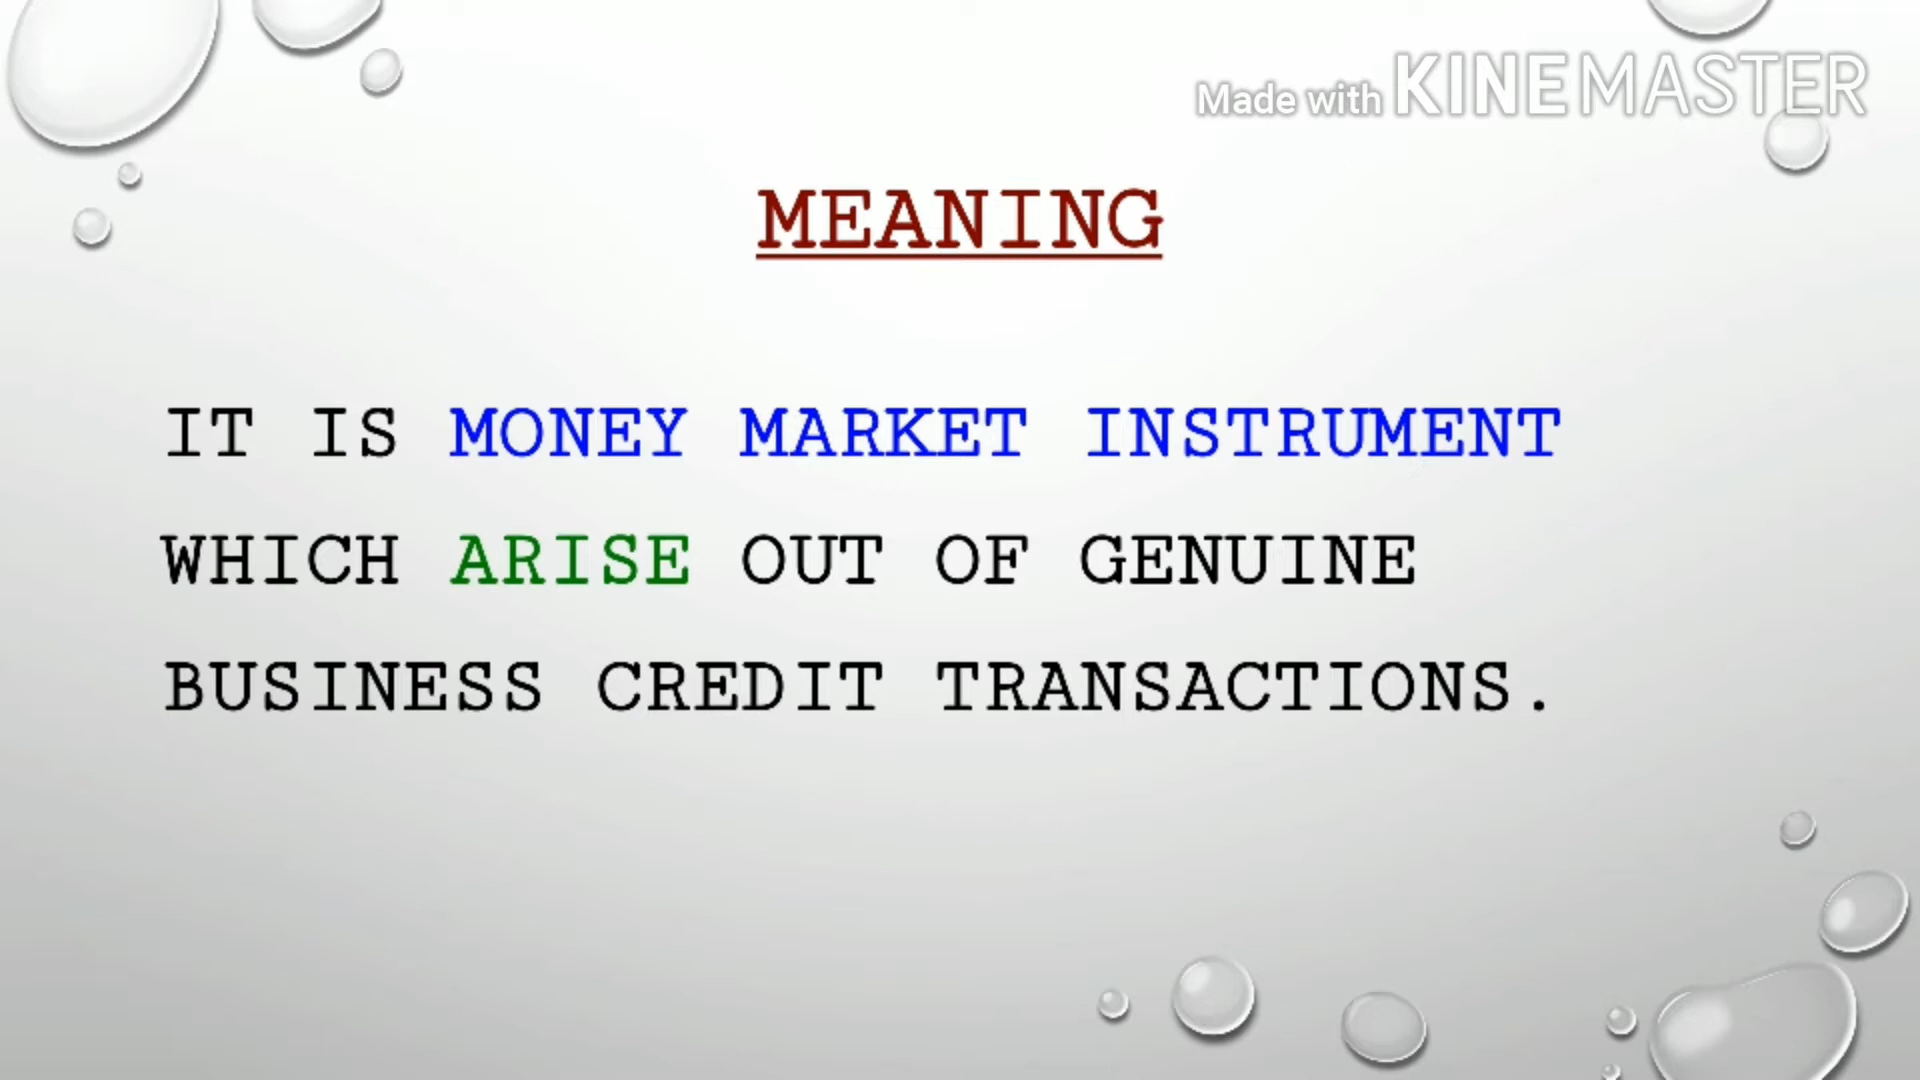 Made with KINEMASTER
MEANING
IT IS MONEY MARKET INSTRUMENT
WHICH ARISE OUT OF GENUINE
BUSINESS CREDIT TRANSACTIONS.